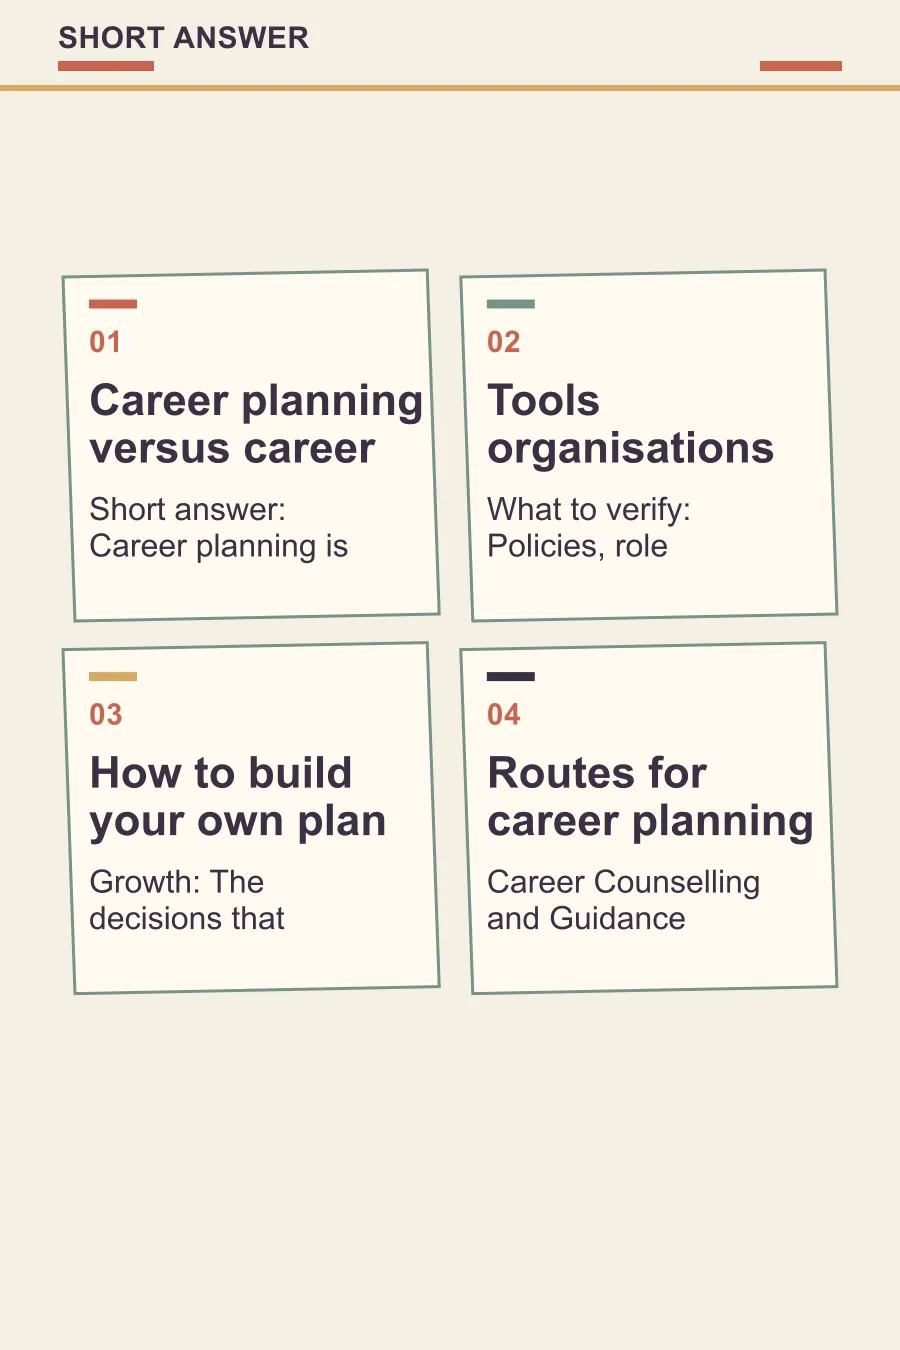 SHORT ANSWER
01
Career planning
versus career
Short answer:
Career planning is
02
Tools
organisations
What to verify:
Policies, role
03
How to build
your own plan
Growth: The
decisions that
04
Routes for
career planning
Career Counselling
and Guidance